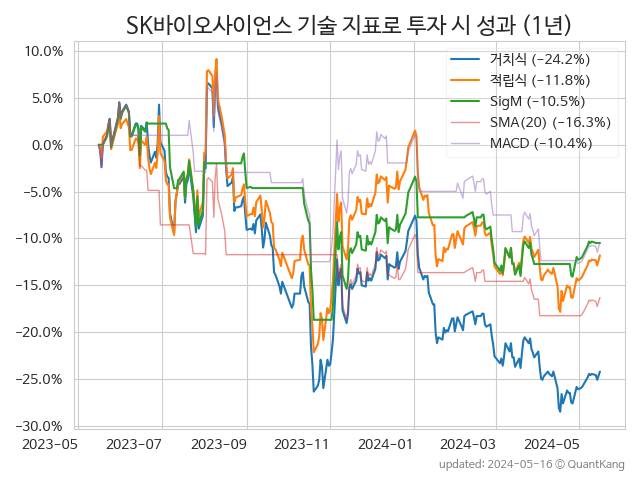 SK바이오사이언스 기술 지표로 투자 시 성과 (1년)
10.0%
5.0%
0.0%
−5.0%
−10.0%
−15.0%
−20.0%
−25.0%
−30.0%
거치식 (−24.2%)
적립식 (−11.8%)
SigM (−10.5%)
SMA(20) (−16.3%)
MACD (−10.4%)
2023−05 2023−07 2023−09 2023−11 2024−01 2024−03 2024−05
updated: 2024−05−16 © QuantKang